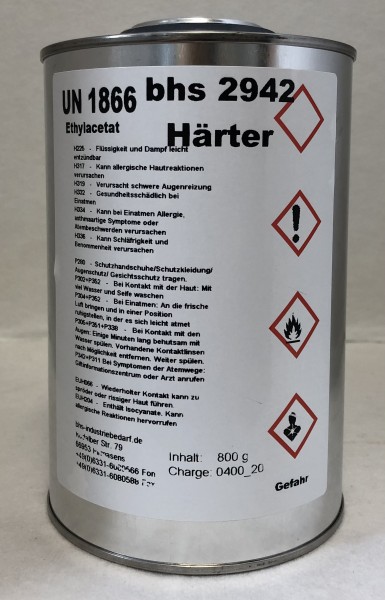 UN 1866 bhs 2942
Ethylacetat
Härter
H225 - Flüssigkeit und Dampf leicht
entzündbar
H317 - Kann allergische Hautreaktionen
verursachen
H319 - Verursacht schwere Augenreizung
H332 - Gesundheitsschädlich bei
Einatmen
H334 - Kann bei Einatmen Allergie,
asthmaartige Symptome oder
Atembeschwerden verursachen
H336 - Kann Schläfrigkeit und
Benommenheit verursachen
P280 - Schutzhandschuhe/Schutzkleidung/
Augenschutz/ Gesichtsschutz tragen.
P302+P352 - Bei Kontakt mit der Haut: Mit
viel Wasser und Seife waschen
P304+P352 - Bei Einatmen: An die frische
Luft bringen und in einer Position
ruhigstellen, in der es sich leicht atmet
P305+P351+P338 - Bei Kontakt mit den
Augen: Einige Minuten lang behutsam mit
Wasser spülen. Vorhandene Kontaktlinsen
nach Möglichkeit entfernen. Weiter spülen.
P342+P311 Bei Symptomen der Atemwege:
Giftinformationszentrum oder Arzt anrufen
EUH066 - Wiederholter Kontakt kann zu
spröder oder rissiger Haut führen.
EUH204 - Enthält Isocyanate. Kann
allergische Reaktionen hervorrufen
bhs-industriebedarf.de
Str. 79
Fon
Fax
Inhalt: 800 g
Charge: 0400_20
Gefahr